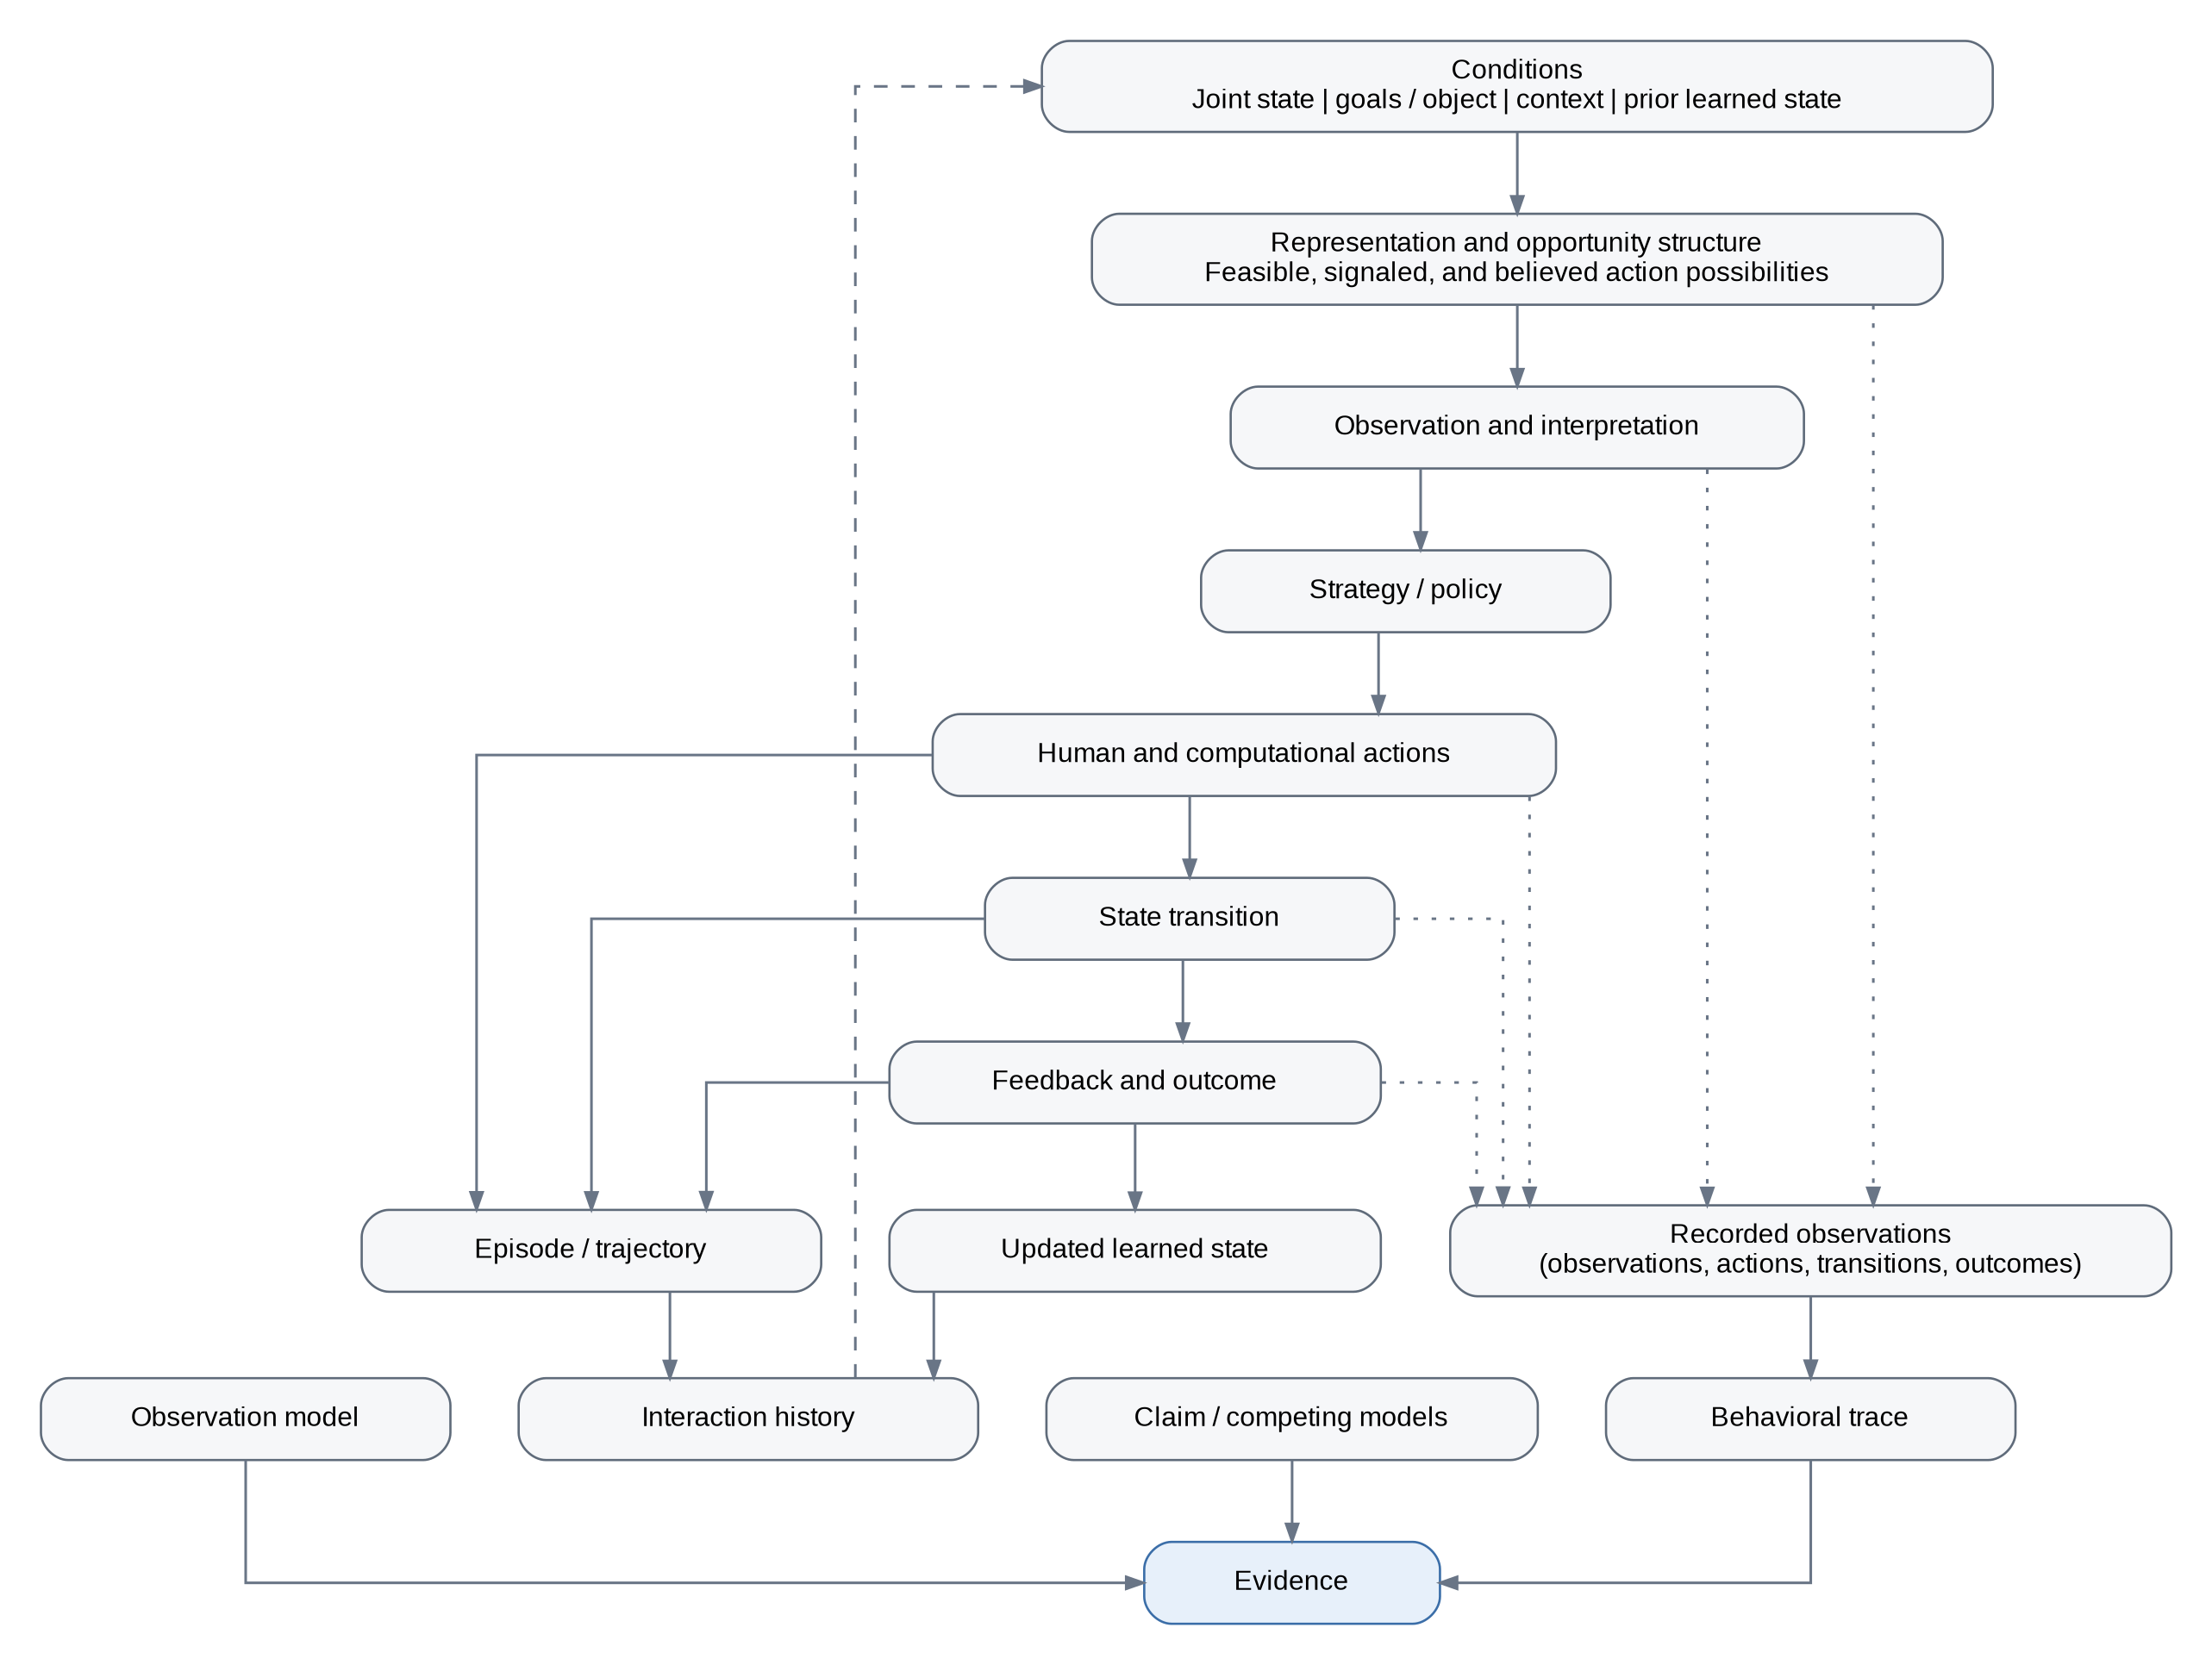 Conditions
Joint state | goals / object | context | prior learned state
Representation and opportunity structure
Feasible, signaled, and believed action possibilities
Observation and interpretation
Strategy / policy
Human and computational actions
State transition
Feedback and outcome
Episode / trajectory
Updated learned state
Recorded observations
(observations, actions, transitions, outcomes)
Observation model
Interaction history
Claim / competing models
Behavioral trace
Evidence